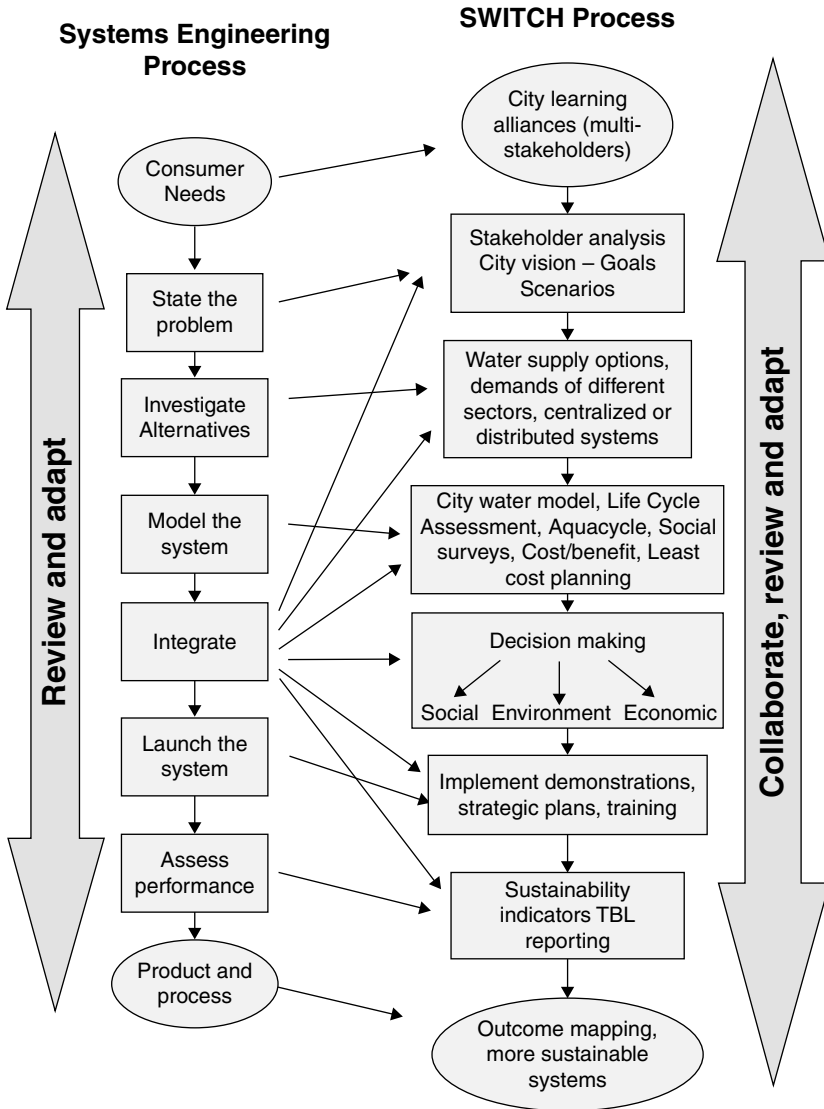 Systems Engineering
Process
SWITCH Process
Review and adapt
Consumer
Needs
State the
problem
Investigate
Alternatives
Model the
system
Integrate
Launch the
system
Assess
performance
Product and
process
City learning
alliances (multi-
stakeholders)
Stakeholder analysis
City vision – Goals
Scenarios
Water supply options,
demands of different
sectors, centralized or
distributed systems
City water model, Life Cycle
Assessment, Aquacycle, Social
surveys, Cost/benefit, Least
cost planning
Decision making
Social Environment Economic
Implement demonstrations,
strategic plans, training
Sustainability
indicators TBL
reporting
Outcome mapping,
more sustainable
systems
Collaborate, review and adapt